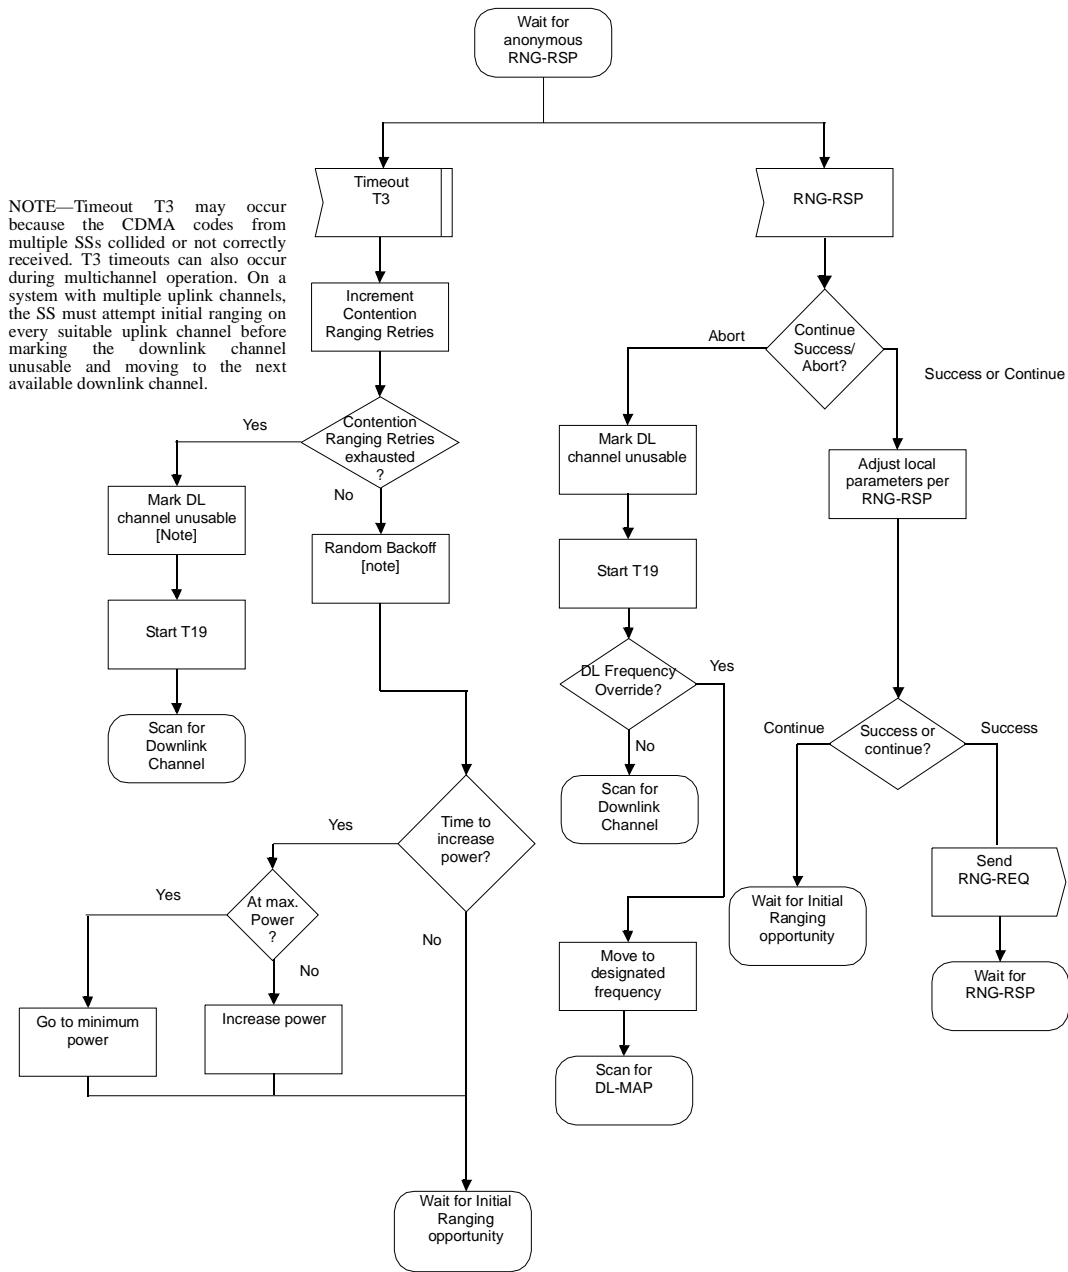 Wait for
anonymous
RNG-RSP
Timeout
T3
RNG-RSP
NOTE—Timeout T3 may occur
because the CDMA codes from
multiple SSs collided or not correctly
received. T3 timeouts can also occur
during multichannel operation. On a
system with multiple uplink channels,
the SS must attempt initial ranging on
every suitable uplink channel before
marking the downlink channel
unusable and moving to the next
available downlink channel.
Increment
Contention
Ranging Retries
Abort
Continue
Success/
Abort?
Success or Continue
Yes
Contention
Ranging Retries
exhausted
?
No
Mark DL
channel unusable
Adjust local
parameters per
RNG-RSP
Mark DL
channel unusable
[Note]
Random Backoff
[note]
Start T19
Start T19
DL Frequency
Override?
Yes
No
Scan for
Downlink
Channel
Continue
Success or
continue?
Success
Scan for
Downlink
Channel
Yes
Time to
increase
power?
No
Yes
At max.
Power
?
No
Send
RNG-REQ
Wait for Initial
Ranging
opportunity
Move to
designated
frequency
Wait for
RNG-RSP
Go to minimum
power
Increase power
Scan for
DL-MAP
Wait for Initial
Ranging
opportunity